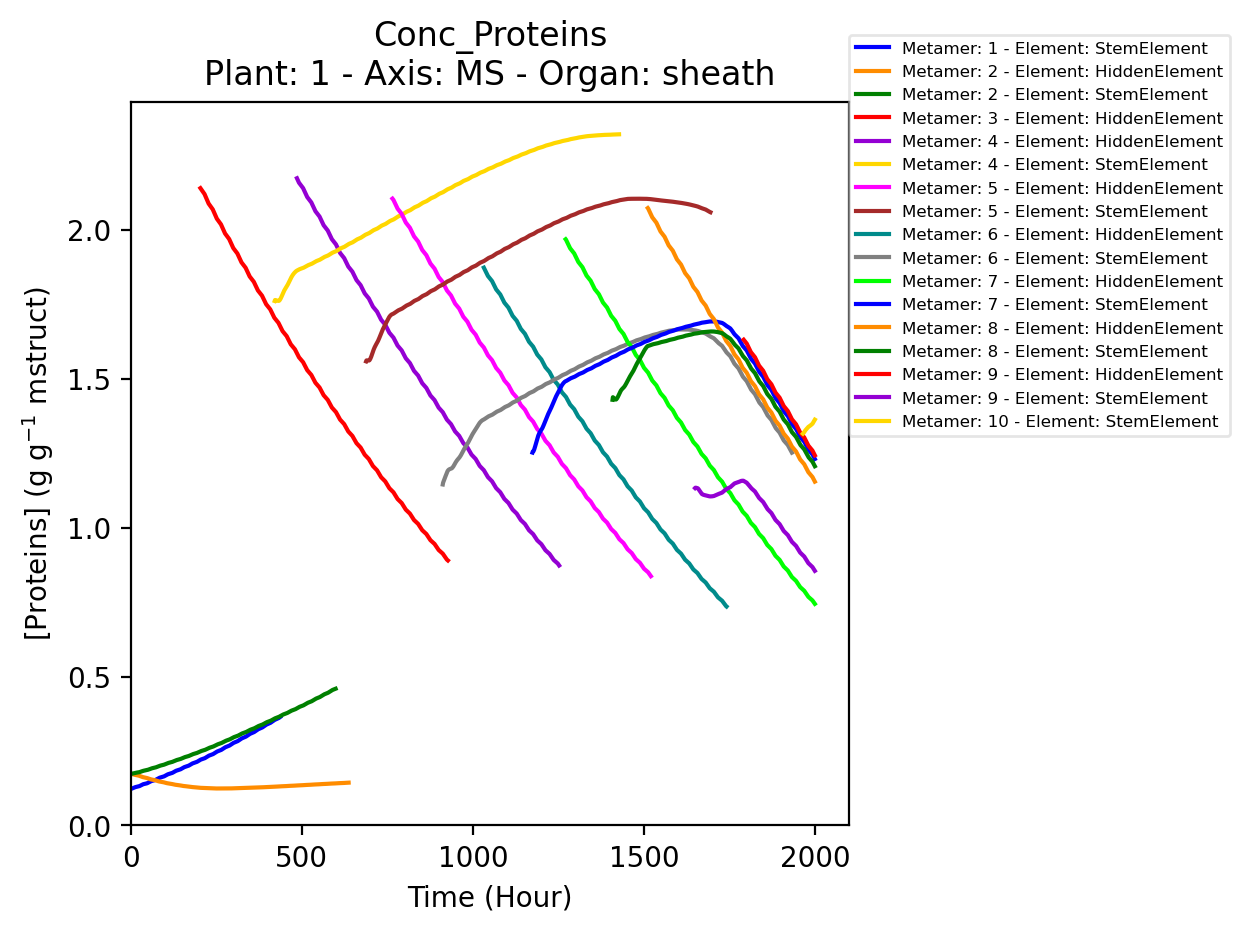 Conc_Proteins
Plant: 1 - Axis: MS - Organ: sheath
[Proteins] (g g⁻¹ mstruct)
2.0
1.5
1.0
0.5
0.0
0
500
1000
1500
2000
Time (Hour)
Metamer: 1 - Element: StemElement
Metamer: 2 - Element: HiddenElement
Metamer: 2 - Element: StemElement
Metamer: 3 - Element: HiddenElement
Metamer: 4 - Element: HiddenElement
Metamer: 4 - Element: StemElement
Metamer: 5 - Element: HiddenElement
Metamer: 5 - Element: StemElement
Metamer: 6 - Element: HiddenElement
Metamer: 6 - Element: StemElement
Metamer: 7 - Element: HiddenElement
Metamer: 7 - Element: StemElement
Metamer: 8 - Element: HiddenElement
Metamer: 8 - Element: StemElement
Metamer: 9 - Element: HiddenElement
Metamer: 9 - Element: StemElement
Metamer: 10 - Element: StemElement